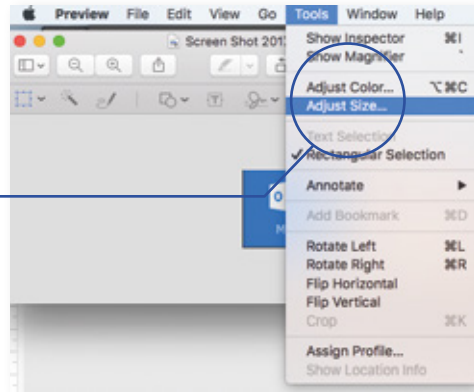 Preview File Edit View Go Tools Window Help
Screen Shot 201
Show Inspector ⌘I
Show Magnifier `
Adjust Color... ⌥⌘C
Adjust Size...
Text Selection
✓ Rectangular Selection
Annotate ▶
Add Bookmark ⌘D
Rotate Left ⌘L
Rotate Right ⌘R
Flip Horizontal
Flip Vertical
Crop ⌘K
Assign Profile...
Show Location Info